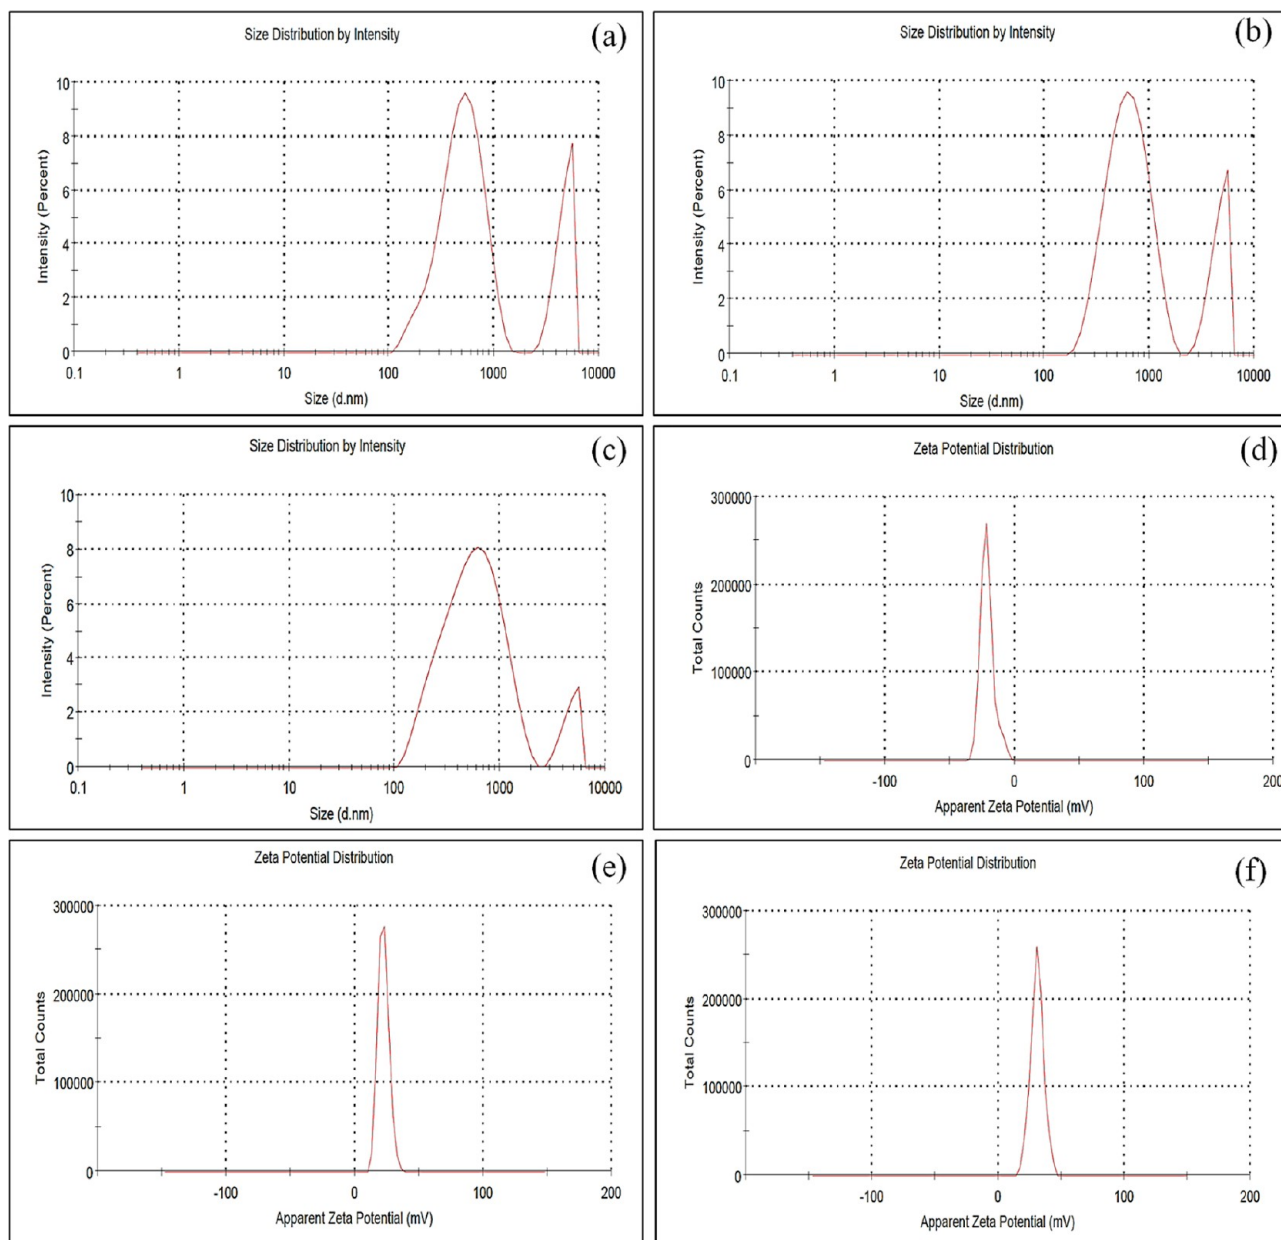 Size Distribution by Intensity
(a)
10
8
6
4
2
0
Intensity (Percent)
0.1 1 10 100 1000 10000
Size (d.nm)
Size Distribution by Intensity
(b)
10
8
6
4
2
0
Intensity (Percent)
0.1 1 10 100 1000 10000
Size (d.nm)
Size Distribution by Intensity
(c)
10
8
6
4
2
0
Intensity (Percent)
0.1 1 10 100 1000 10000
Size (d.nm)
Zeta Potential Distribution
(d)
300000
200000
100000
0
Total Counts
-100 0 100 200
Apparent Zeta Potential (mV)
Zeta Potential Distribution
(e)
300000
200000
100000
0
Total Counts
-100 0 100 200
Apparent Zeta Potential (mV)
Zeta Potential Distribution
(f)
300000
200000
100000
0
Total Counts
-100 0 100 200
Apparent Zeta Potential (mV)